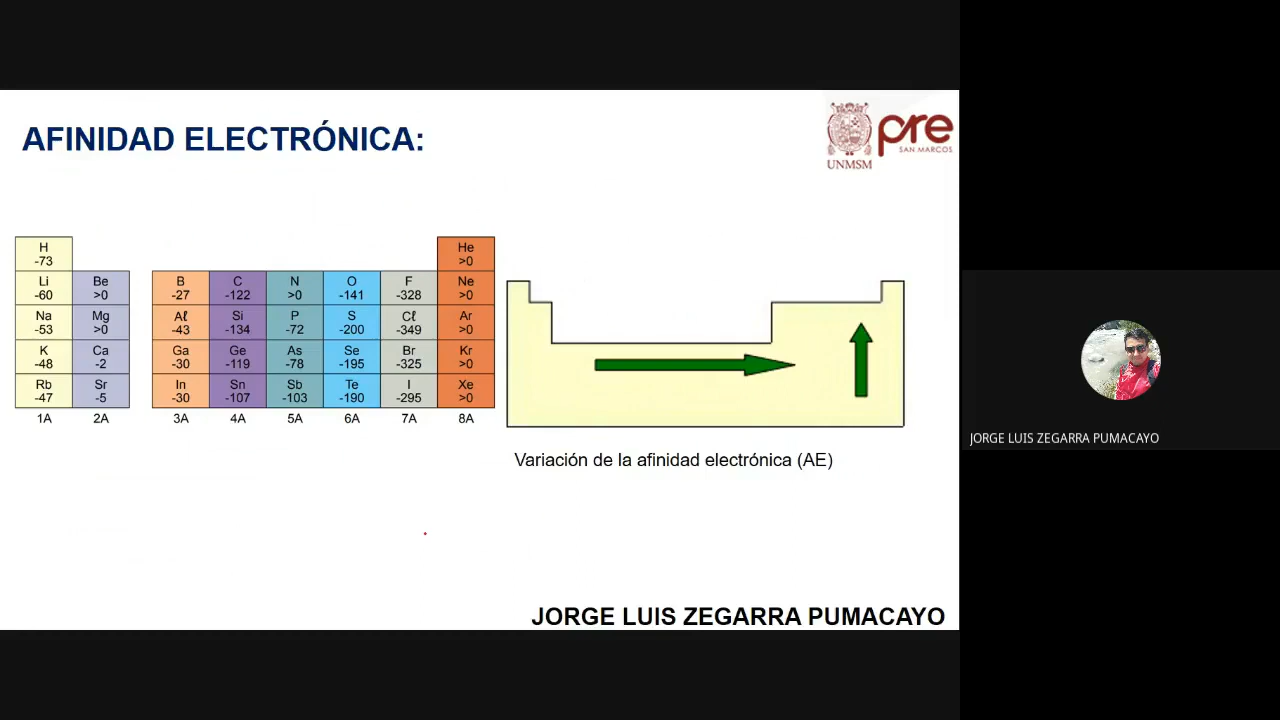 AFINIDAD ELECTRÓNICA:
UNMSM
pre
SAN MARCOS
H He
-73 >0
Li Be B C N O F Ne
-60 >0 -27 -122 >0 -141 -328 >0
Na Mg Aℓ Si P S Cℓ Ar
-53 >0 -43 -134 -72 -200 -349 >0
K Ca Ga Ge As Se Br Kr
-48 -2 -30 -119 -78 -195 -325 >0
Rb Sr In Sn Sb Te I Xe
-47 -5 -30 -107 -103 -190 -295 >0
1A 2A 3A 4A 5A 6A 7A 8A
Variación de la afinidad electrónica (AE)
JORGE LUIS ZEGARRA PUMACAYO
JORGE LUIS ZEGARRA PUMACAYO